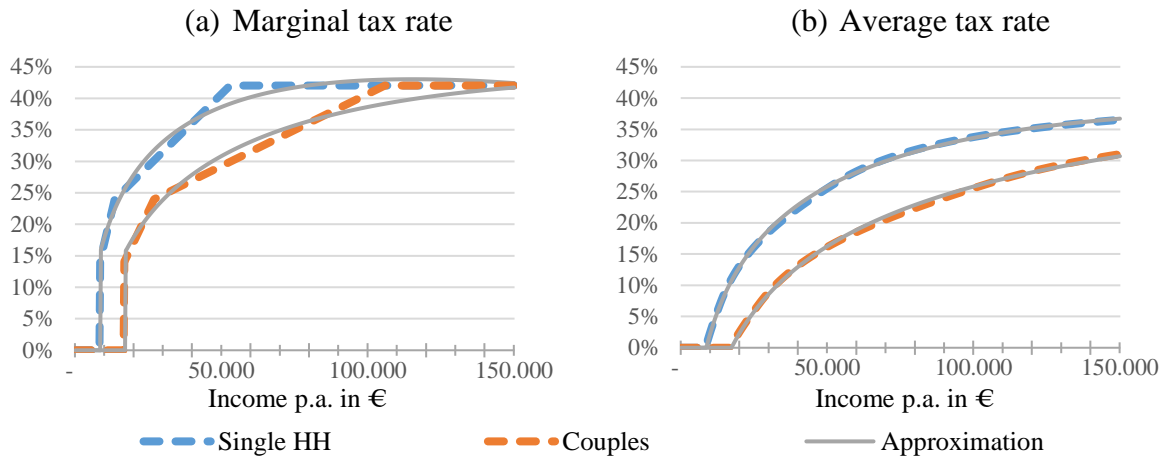 (a) Marginal tax rate
(b) Average tax rate
45%
40%
35%
30%
25%
20%
15%
10%
5%
0%
- 50.000 100.000 150.000
Income p.a. in €
45%
40%
35%
30%
25%
20%
15%
10%
5%
0%
- 50.000 100.000 150.000
Income p.a. in €
Single HH Couples Approximation